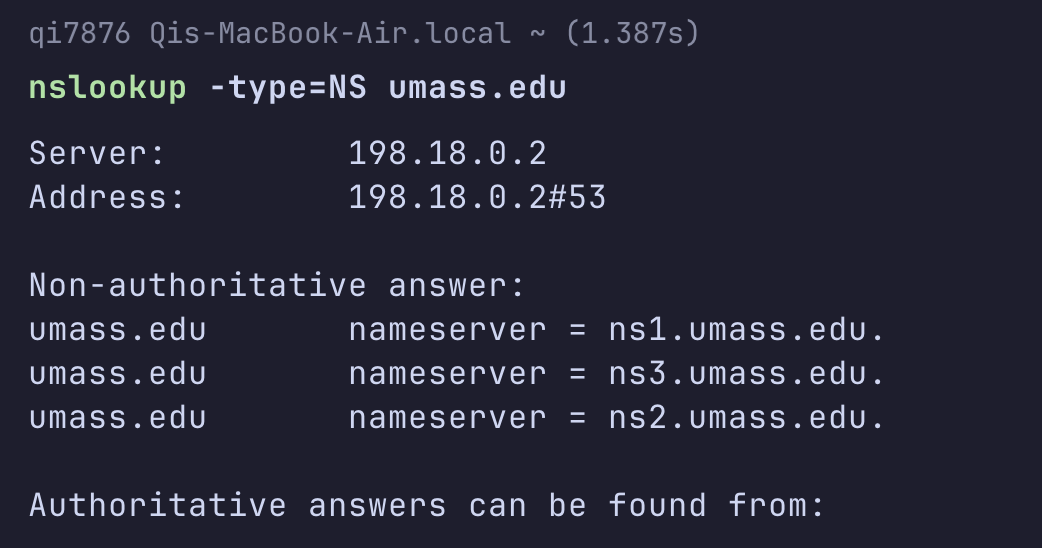 qi7876 Qis-MacBook-Air.local ~ (1.387s)
nslookup -type=NS umass.edu
Server: 198.18.0.2
Address: 198.18.0.2#53
Non-authoritative answer:
umass.edu nameserver = ns1.umass.edu.
umass.edu nameserver = ns3.umass.edu.
umass.edu nameserver = ns2.umass.edu.
Authoritative answers can be found from: